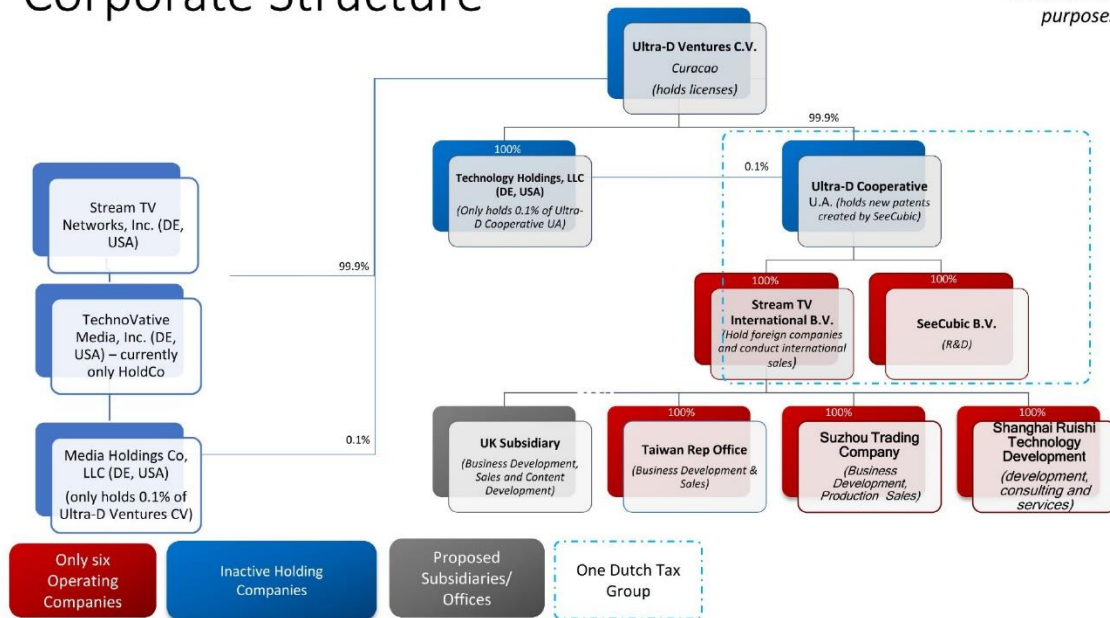 Corporate Structure
purposes
Ultra-D Ventures C.V.
Curacao
(holds licenses)
99.9%
100%
Technology Holdings, LLC
(DE, USA)
(Only holds 0.1% of Ultra-
D Cooperative UA)
0.1%
Ultra-D Cooperative
U.A. (holds new patents
created by SeeCubic)
Stream TV
Networks, Inc. (DE,
USA)
99.9%
TechnoVative
Media, Inc. (DE,
USA) – currently
only HoldCo
100%
Stream TV
International B.V.
(Hold foreign companies
and conduct international
sales)
100%
SeeCubic B.V.
(R&D)
0.1%
Media Holdings Co,
LLC (DE, USA)
(only holds 0.1% of
Ultra-D Ventures CV)
UK Subsidiary
(Business Development,
Sales and Content
Development)
100%
Taiwan Rep Office
(Business Development &
Sales)
100%
Suzhou Trading
Company
(Business
Development,
Production Sales)
100%
Shanghai Ruishi
Technology
Development
(development,
consulting and
services)
Only six
Operating
Companies
Inactive Holding
Companies
Proposed
Subsidiaries/
Offices
One Dutch Tax
Group